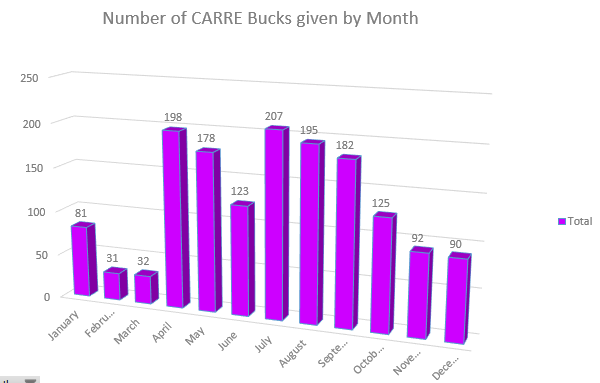 Number of CARRE Bucks given by Month
250
200
150
100
50
0
81
31
32
198
178
123
207
195
182
125
92
90
January
Febru...
March
April
May
June
July
August
Septe...
Octob...
Nove...
Dece...
Total